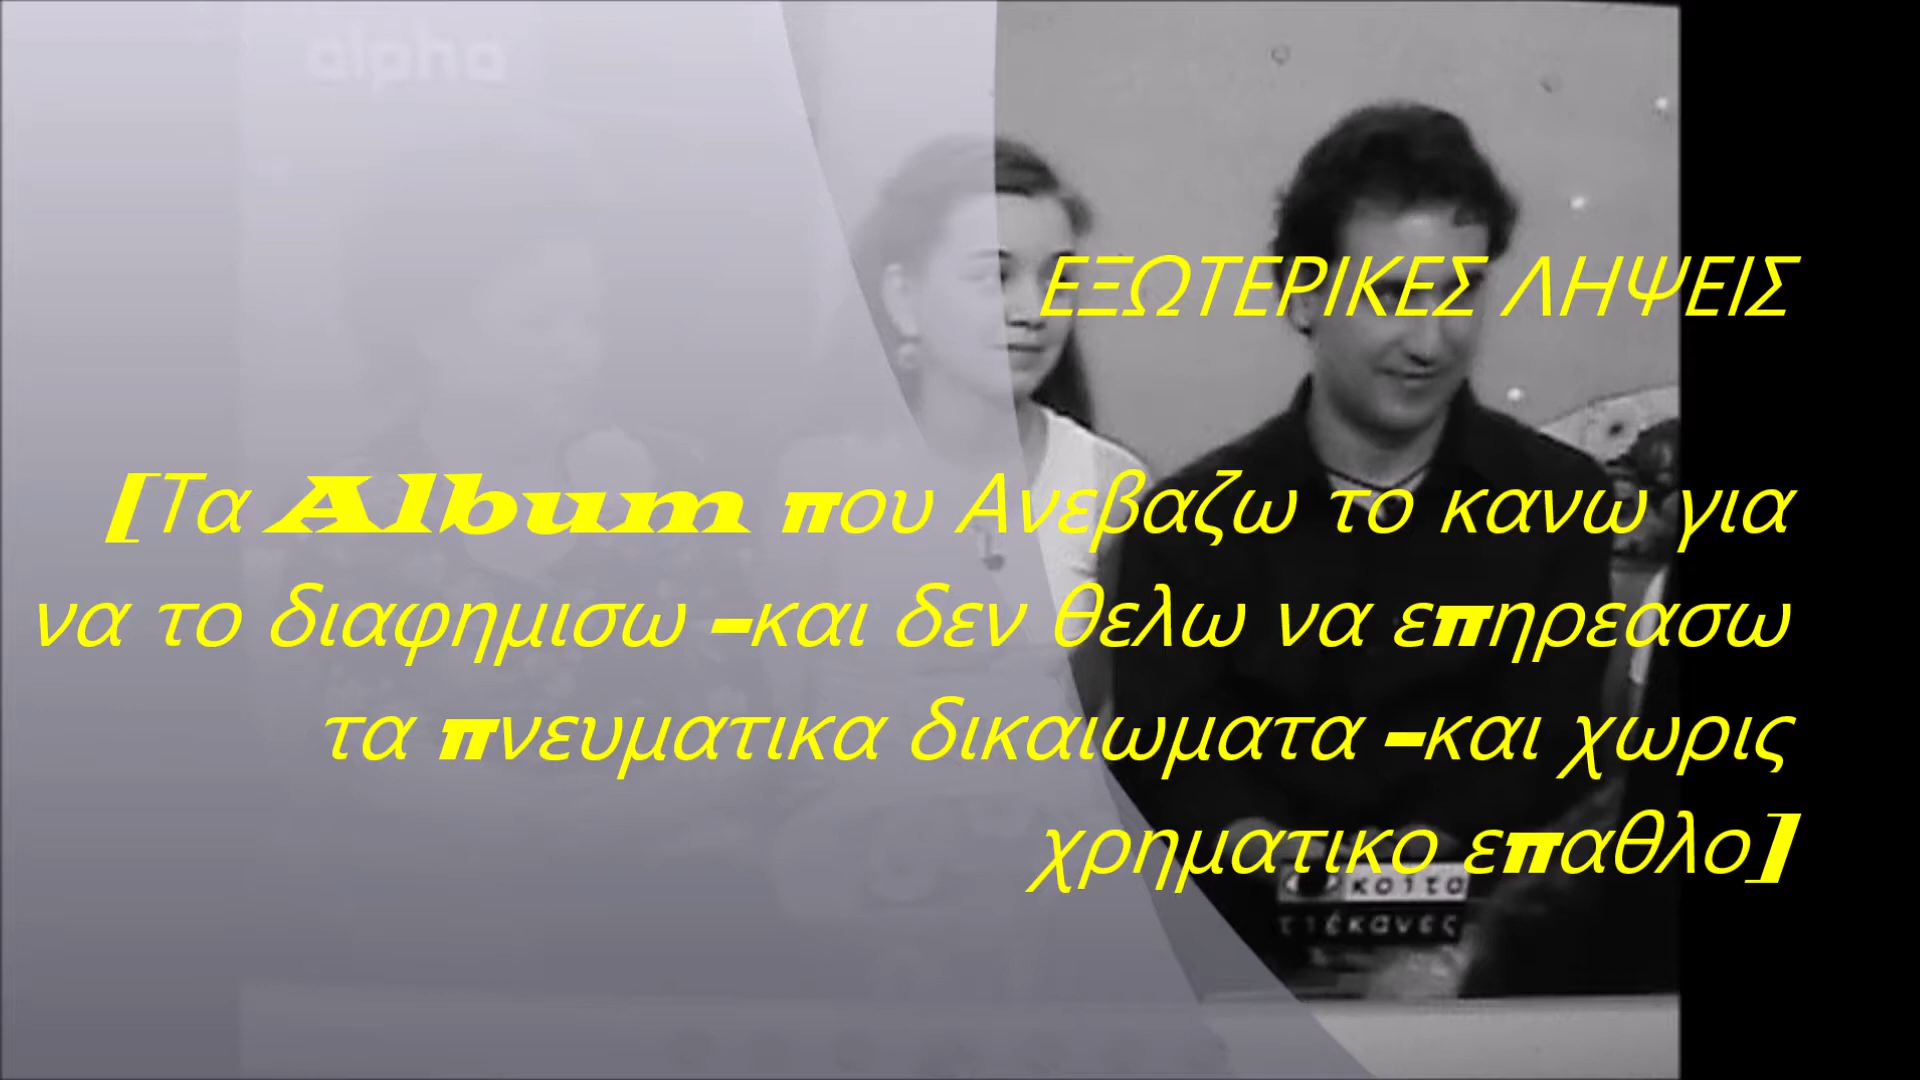 alpha
ΕΞΩΤΕΡΙΚΕΣ ΛΗΨΕΙΣ
[Τα Album που Ανεβαζω το κανω για
να το διαφημισω –και δεν θελω να επηρεασω
τα πνευματικα δικαιωματα –και χωρις
χρηματικο επαθλο]
κοιτα
τι έκανες